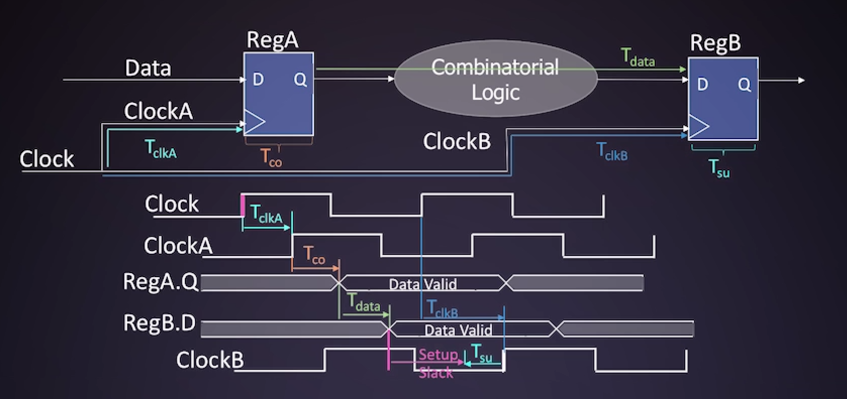 RegA
RegB
Data
D Q
Combinatorial
Logic
Tdata
D Q
ClockA
ClockB
Clock
TclkA
Tco
TclkB
Tsu
Clock
TclkA
ClockA
Tco
RegA.Q
Data Valid
Tdata
TclkB
RegB.D
Data Valid
ClockB
Setup
Slack
Tsu